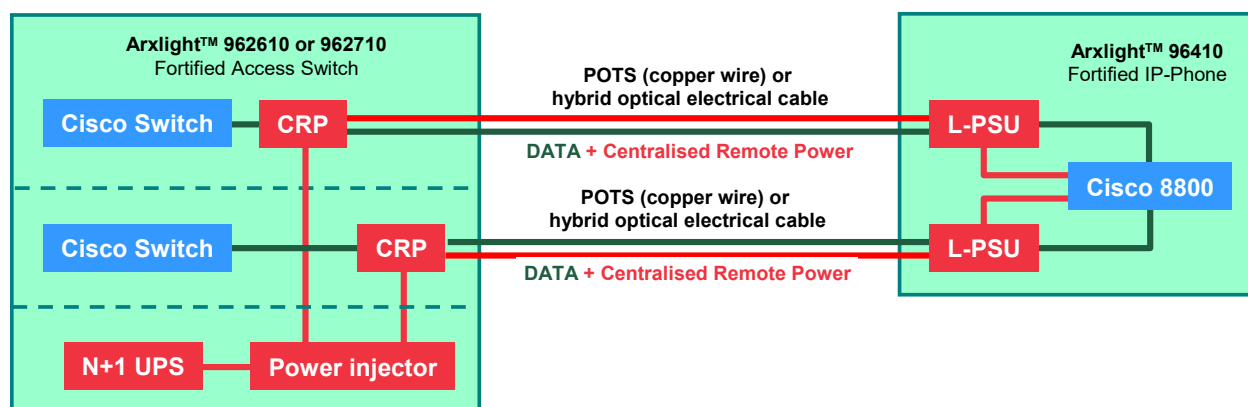 Arxlight™ 962610 or 962710
Fortified Access Switch
Cisco Switch
CRP
Cisco Switch
CRP
N+1 UPS
Power injector
POTS (copper wire) or
hybrid optical electrical cable
DATA + Centralised Remote Power
POTS (copper wire) or
hybrid optical electrical cable
DATA + Centralised Remote Power
Arxlight™ 96410
Fortified IP-Phone
L-PSU
Cisco 8800
L-PSU